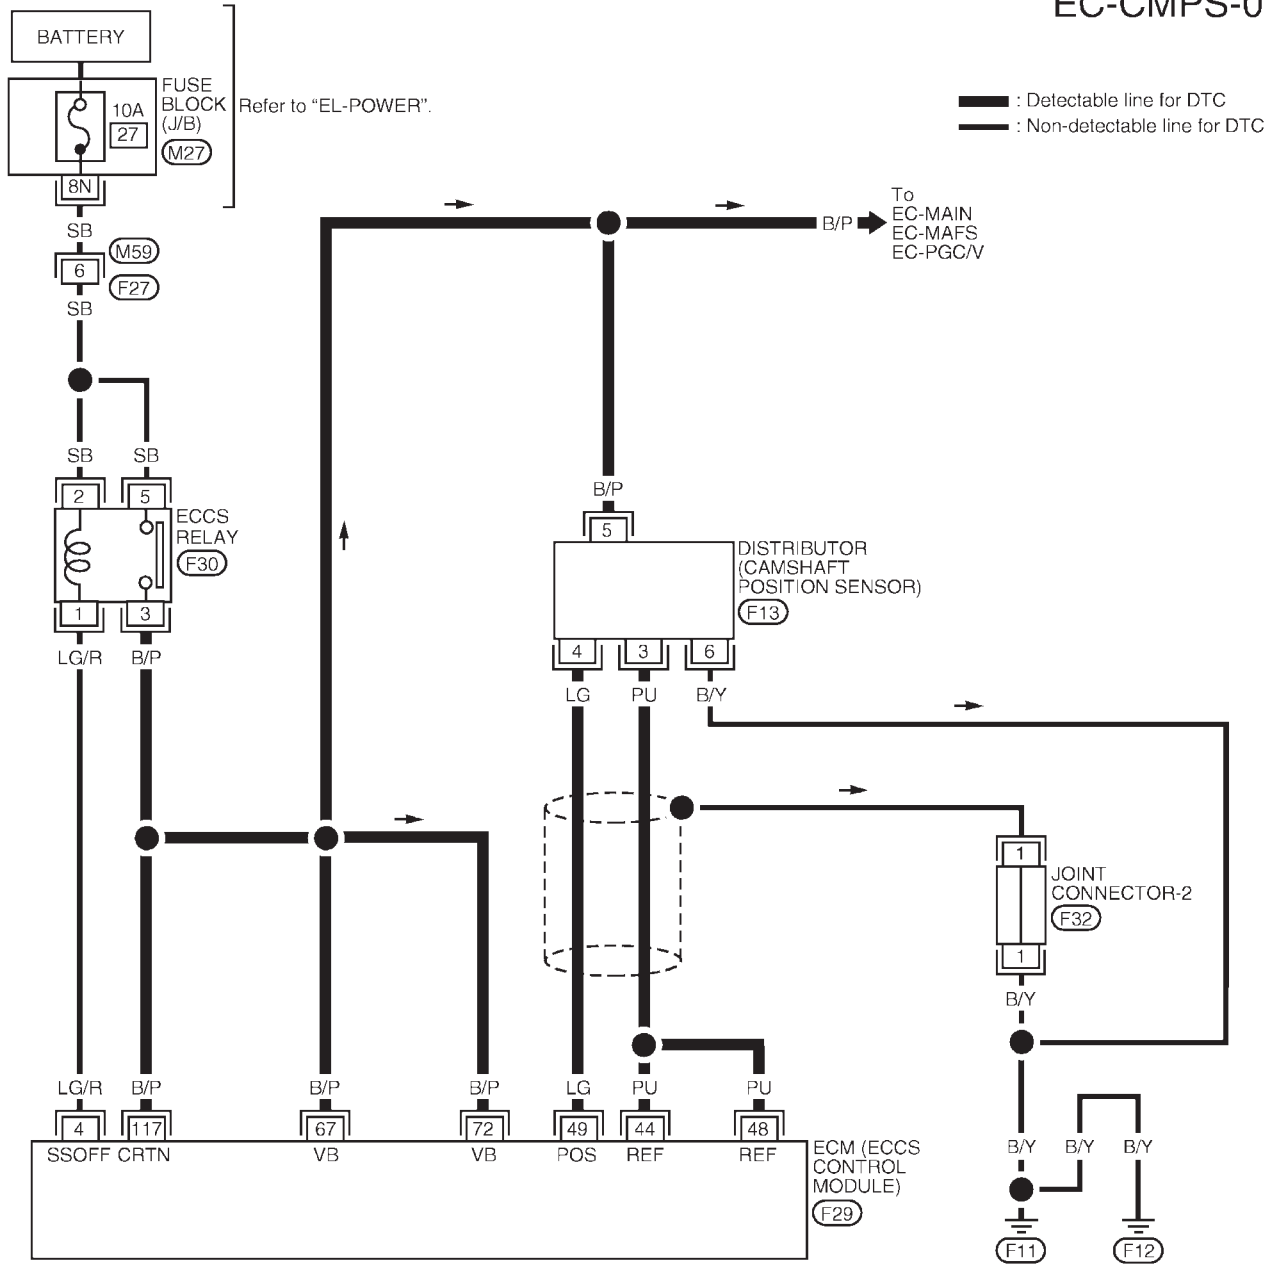 EC-CMPS-0
BATTERY
FUSE
BLOCK
(J/B)
M27
10A
27
Refer to “EL-POWER”.
: Detectable line for DTC
: Non-detectable line for DTC
8N
SB
M59
6
F27
SB
B/P
To
EC-MAIN
EC-MAFS
EC-PGC/V
SB SB
2 5
ECCS
RELAY
F30
1 3
LG/R B/P
B/P
5
DISTRIBUTOR
(CAMSHAFT
POSITION SENSOR)
F13
4 3 6
LG PU B/Y
1
JOINT
CONNECTOR-2
F32
1
B/Y
LG/R B/P B/P B/P LG PU PU
4 117 67 72 49 44 48
SSOFF CRTN VB VB POS REF REF
ECM (ECCS
CONTROL
MODULE)
F29
B/Y B/Y B/Y
F11 F12